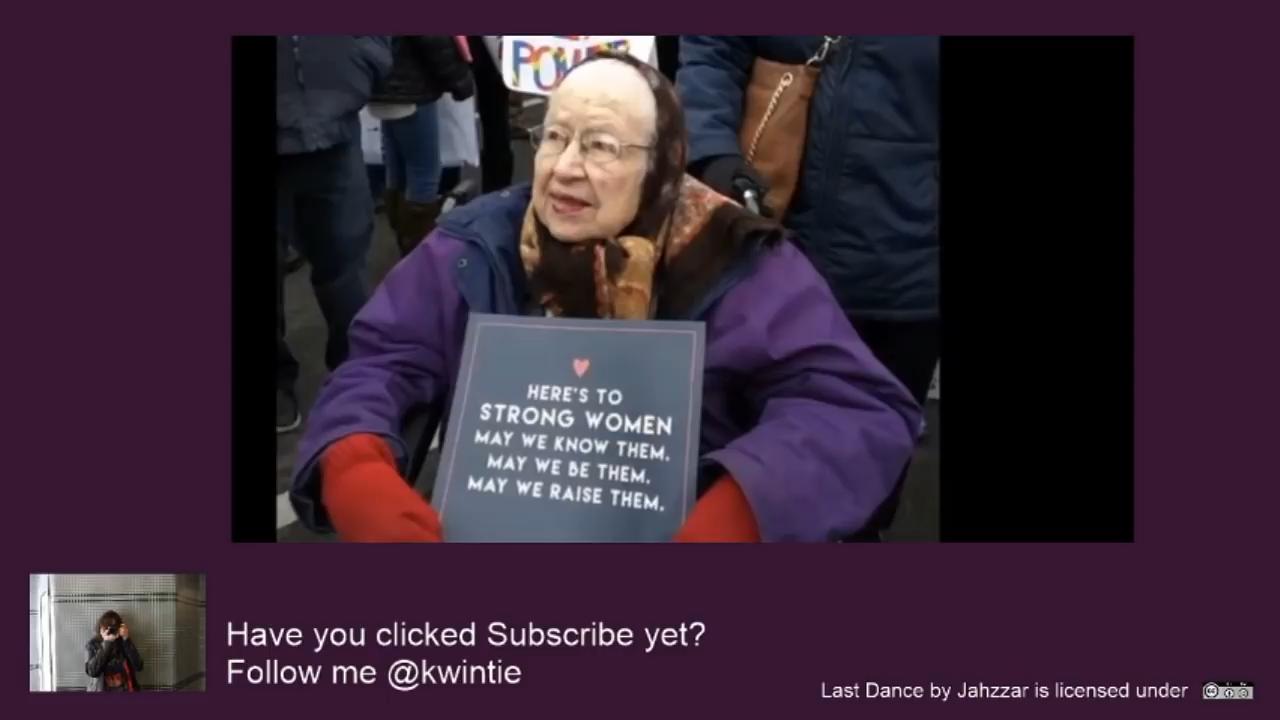 POWER
HERE'S TO
STRONG WOMEN
MAY WE KNOW THEM.
MAY WE BE THEM.
MAY WE RAISE THEM.
Have you clicked Subscribe yet?
Follow me @kwintie
Last Dance by Jahzzar is licensed under